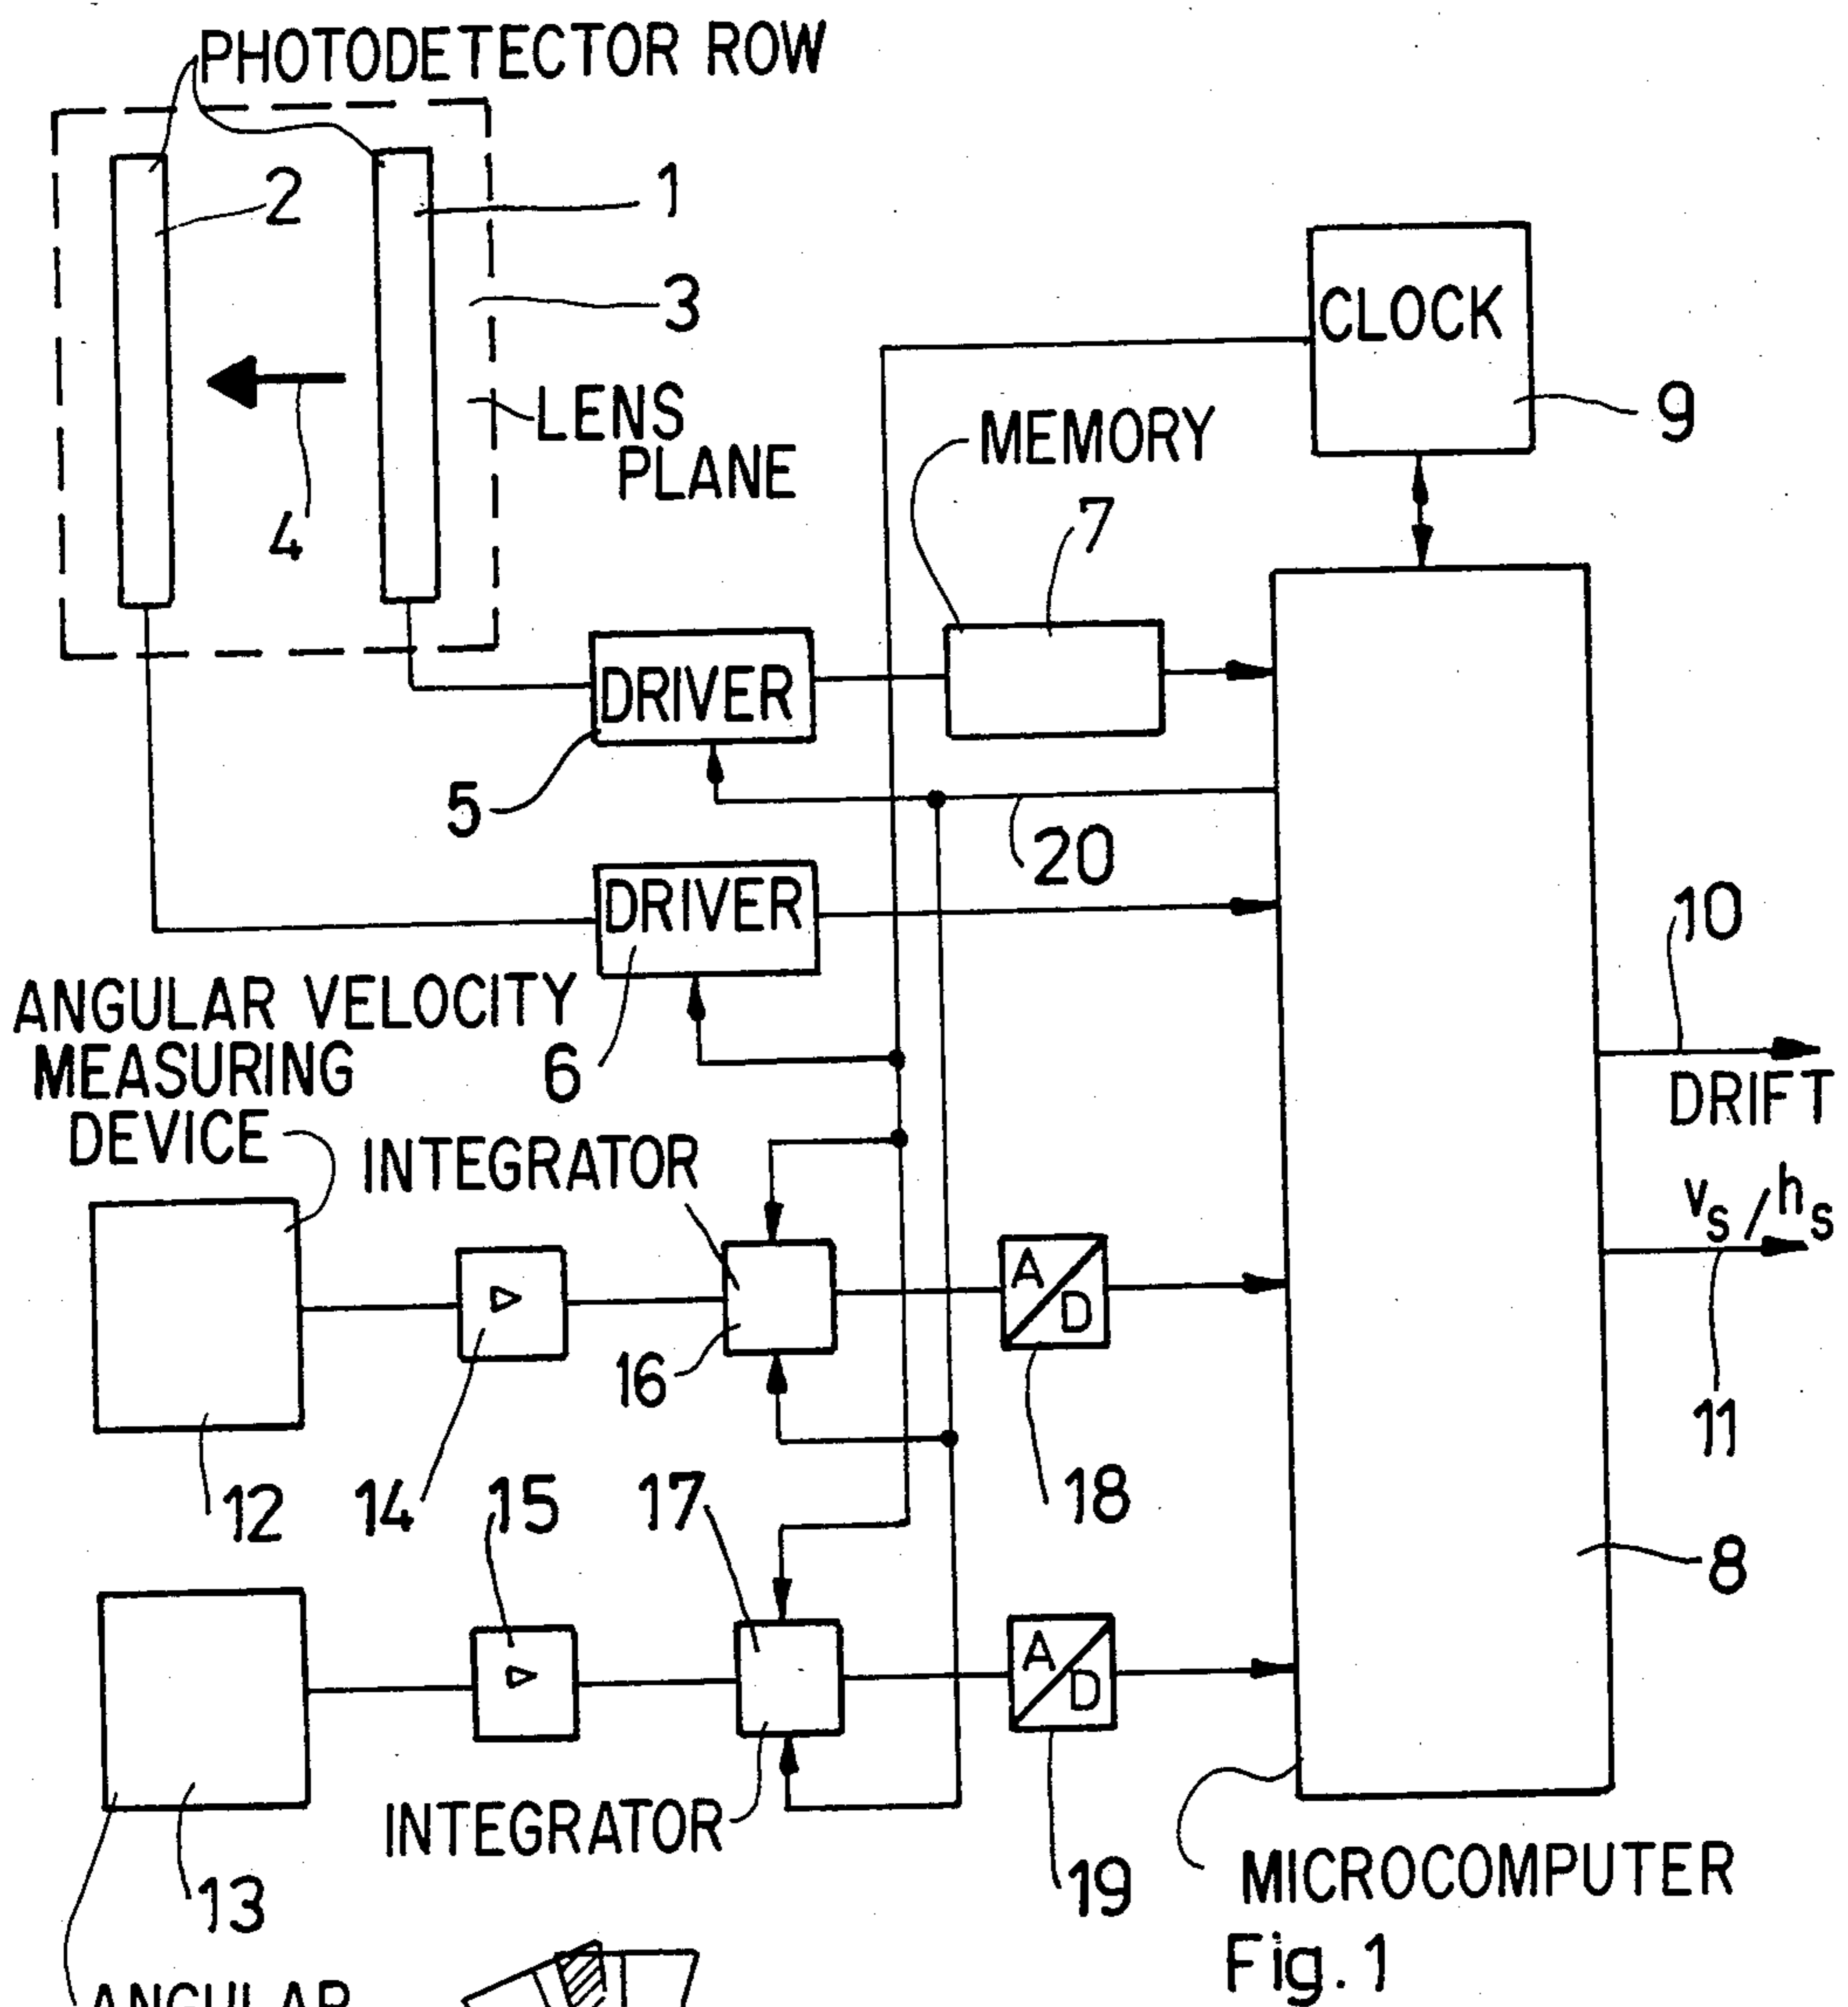 PHOTODETECTOR ROW
2
1
3
CLOCK
9
LENS
PLANE
MEMORY
4
7
DRIVER
5
20
DRIVER
10
ANGULAR VELOCITY
MEASURING
DEVICE
6
DRIFT
INTEGRATOR
vs/hs
A/D
16
11
12
14
15
17
18
8
A/D
INTEGRATOR
13
19
MICROCOMPUTER
Fig.1
ANGULAR